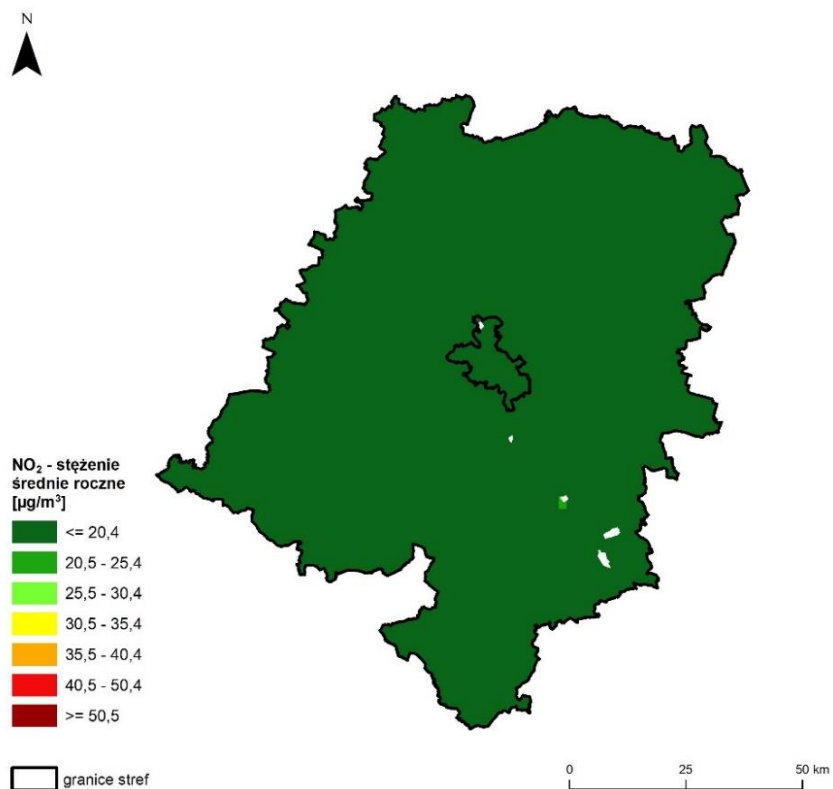 N
NO₂ - stężenie
średnie roczne
[µg/m³]
<= 20,4
20,5 - 25,4
25,5 - 30,4
30,5 - 35,4
35,5 - 40,4
40,5 - 50,4
>= 50,5
granice stref
0 25 50 km